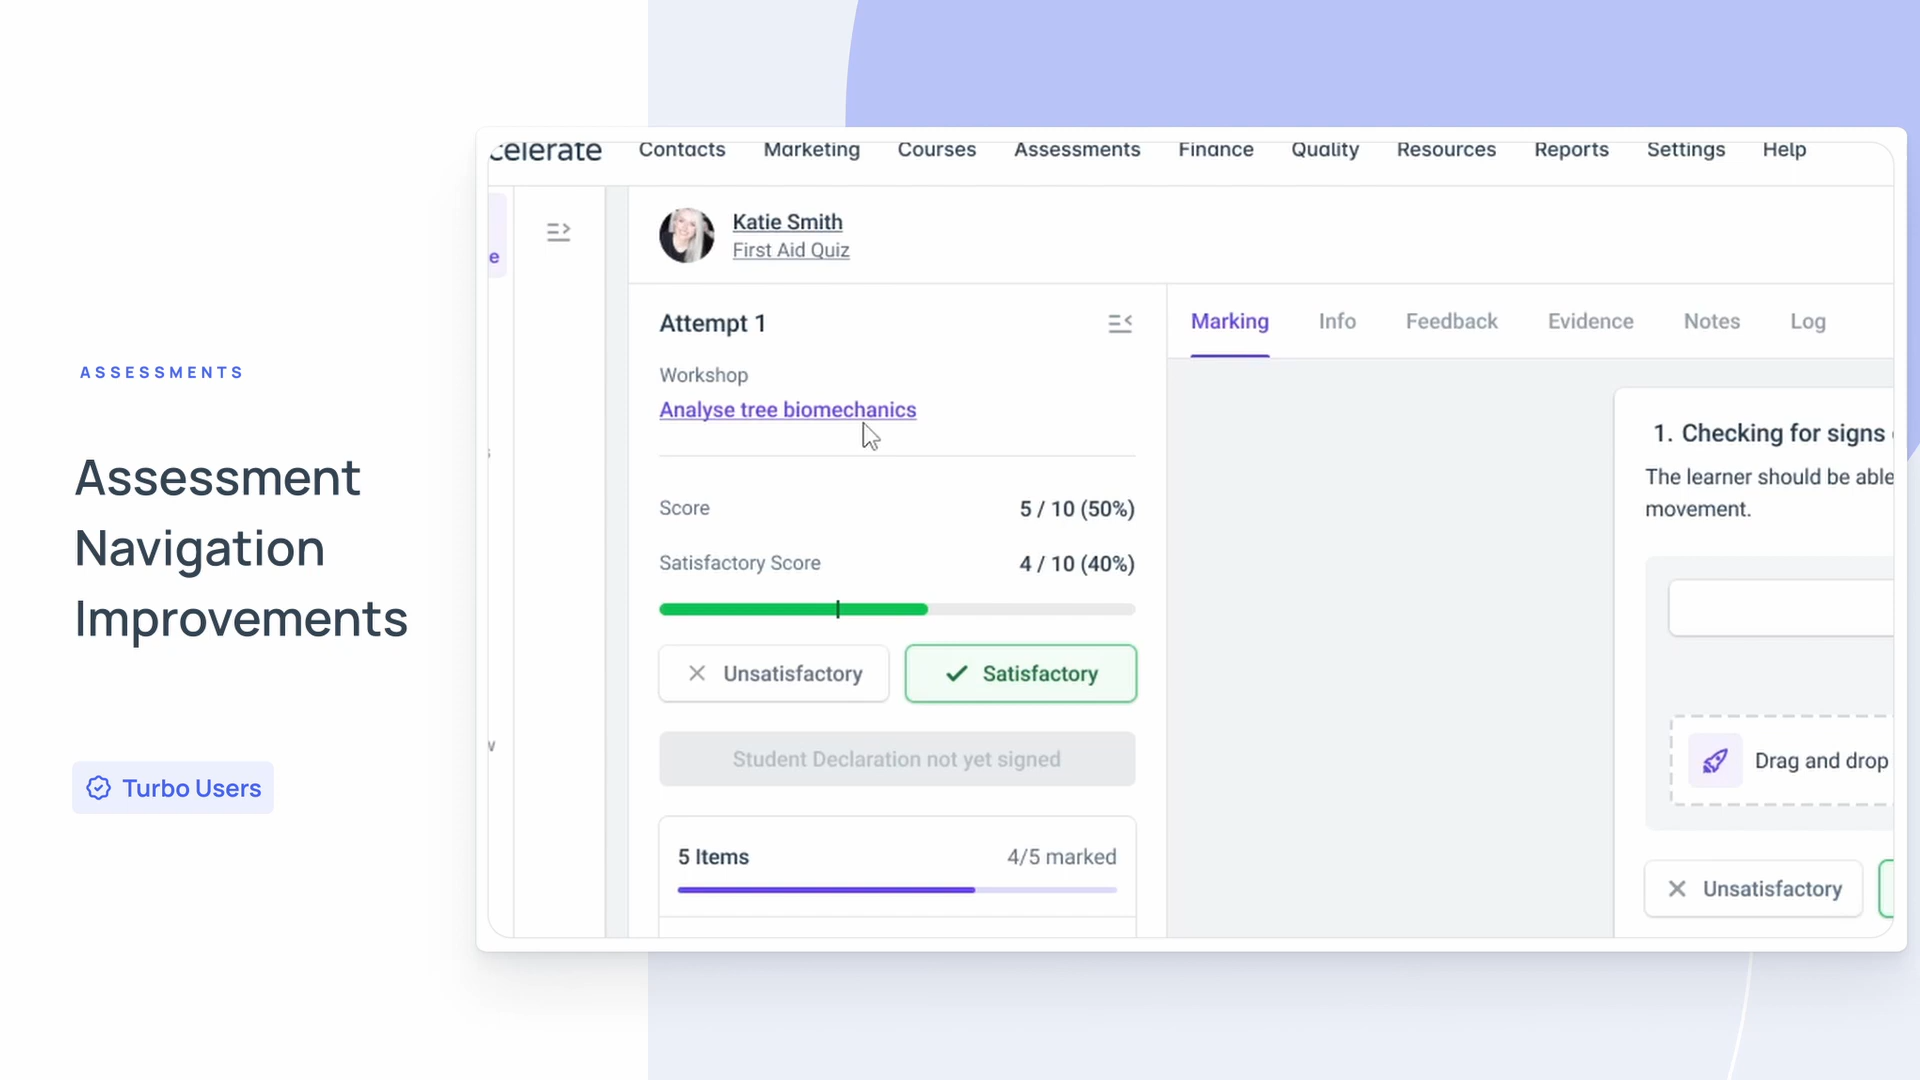 ASSESSMENTS
Assessment
Navigation
Improvements
Turbo Users
celerate
Contacts
Marketing
Courses
Assessments
Finance
Quality
Resources
Reports
Settings
Help
e
Katie Smith
First Aid Quiz
Attempt 1
Workshop
Analyse tree biomechanics
Score
5 / 10 (50%)
Satisfactory Score
4 / 10 (40%)
Unsatisfactory
Satisfactory
Student Declaration not yet signed
5 Items
4/5 marked
Marking
Info
Feedback
Evidence
Notes
Log
1. Checking for signs
The learner should be able
movement.
Drag and drop
Unsatisfactory